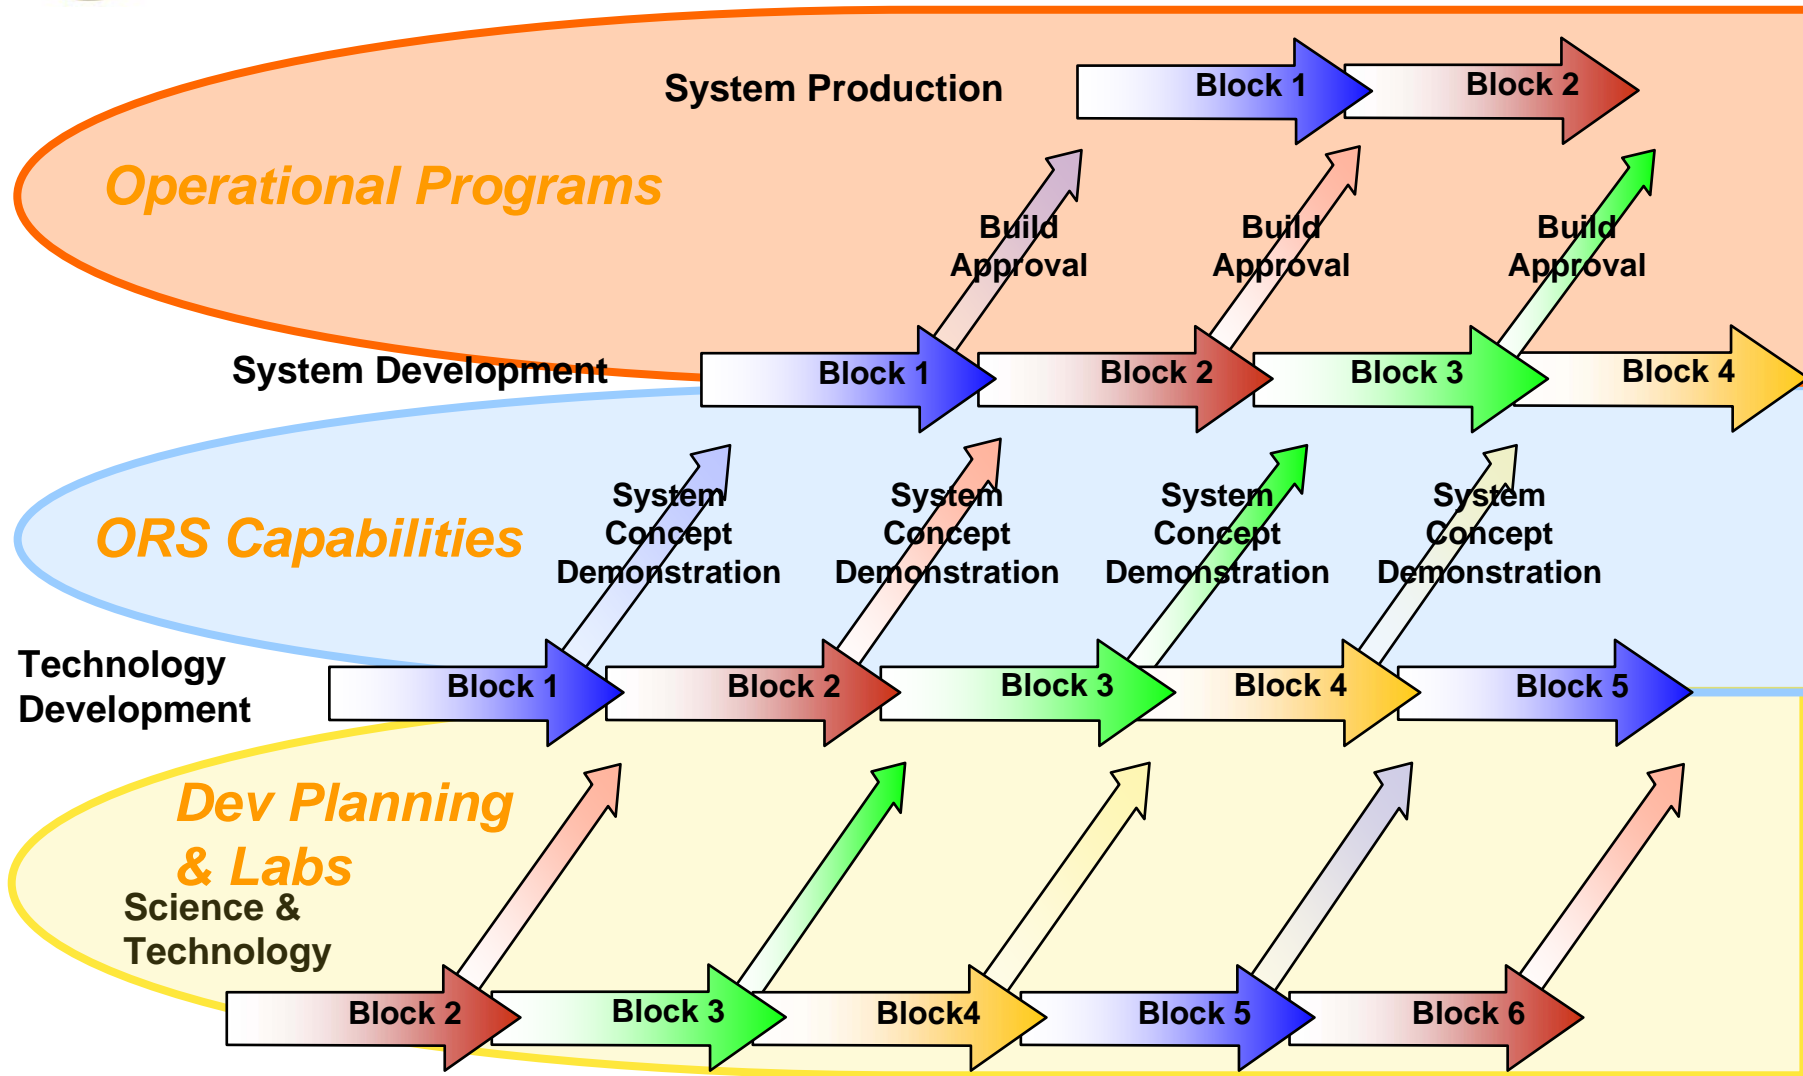 System Production
Block 1
Block 2
Operational Programs
Build
Approval
Build
Approval
Build
Approval
System Development
Block 1
Block 2
Block 3
Block 4
ORS Capabilities
System
Concept
Demonstration
System
Concept
Demonstration
System
Concept
Demonstration
System
Concept
Demonstration
Technology
Development
Block 1
Block 2
Block 3
Block 4
Block 5
Dev Planning
& Labs
Science &
Technology
Block 2
Block 3
Block4
Block 5
Block 6